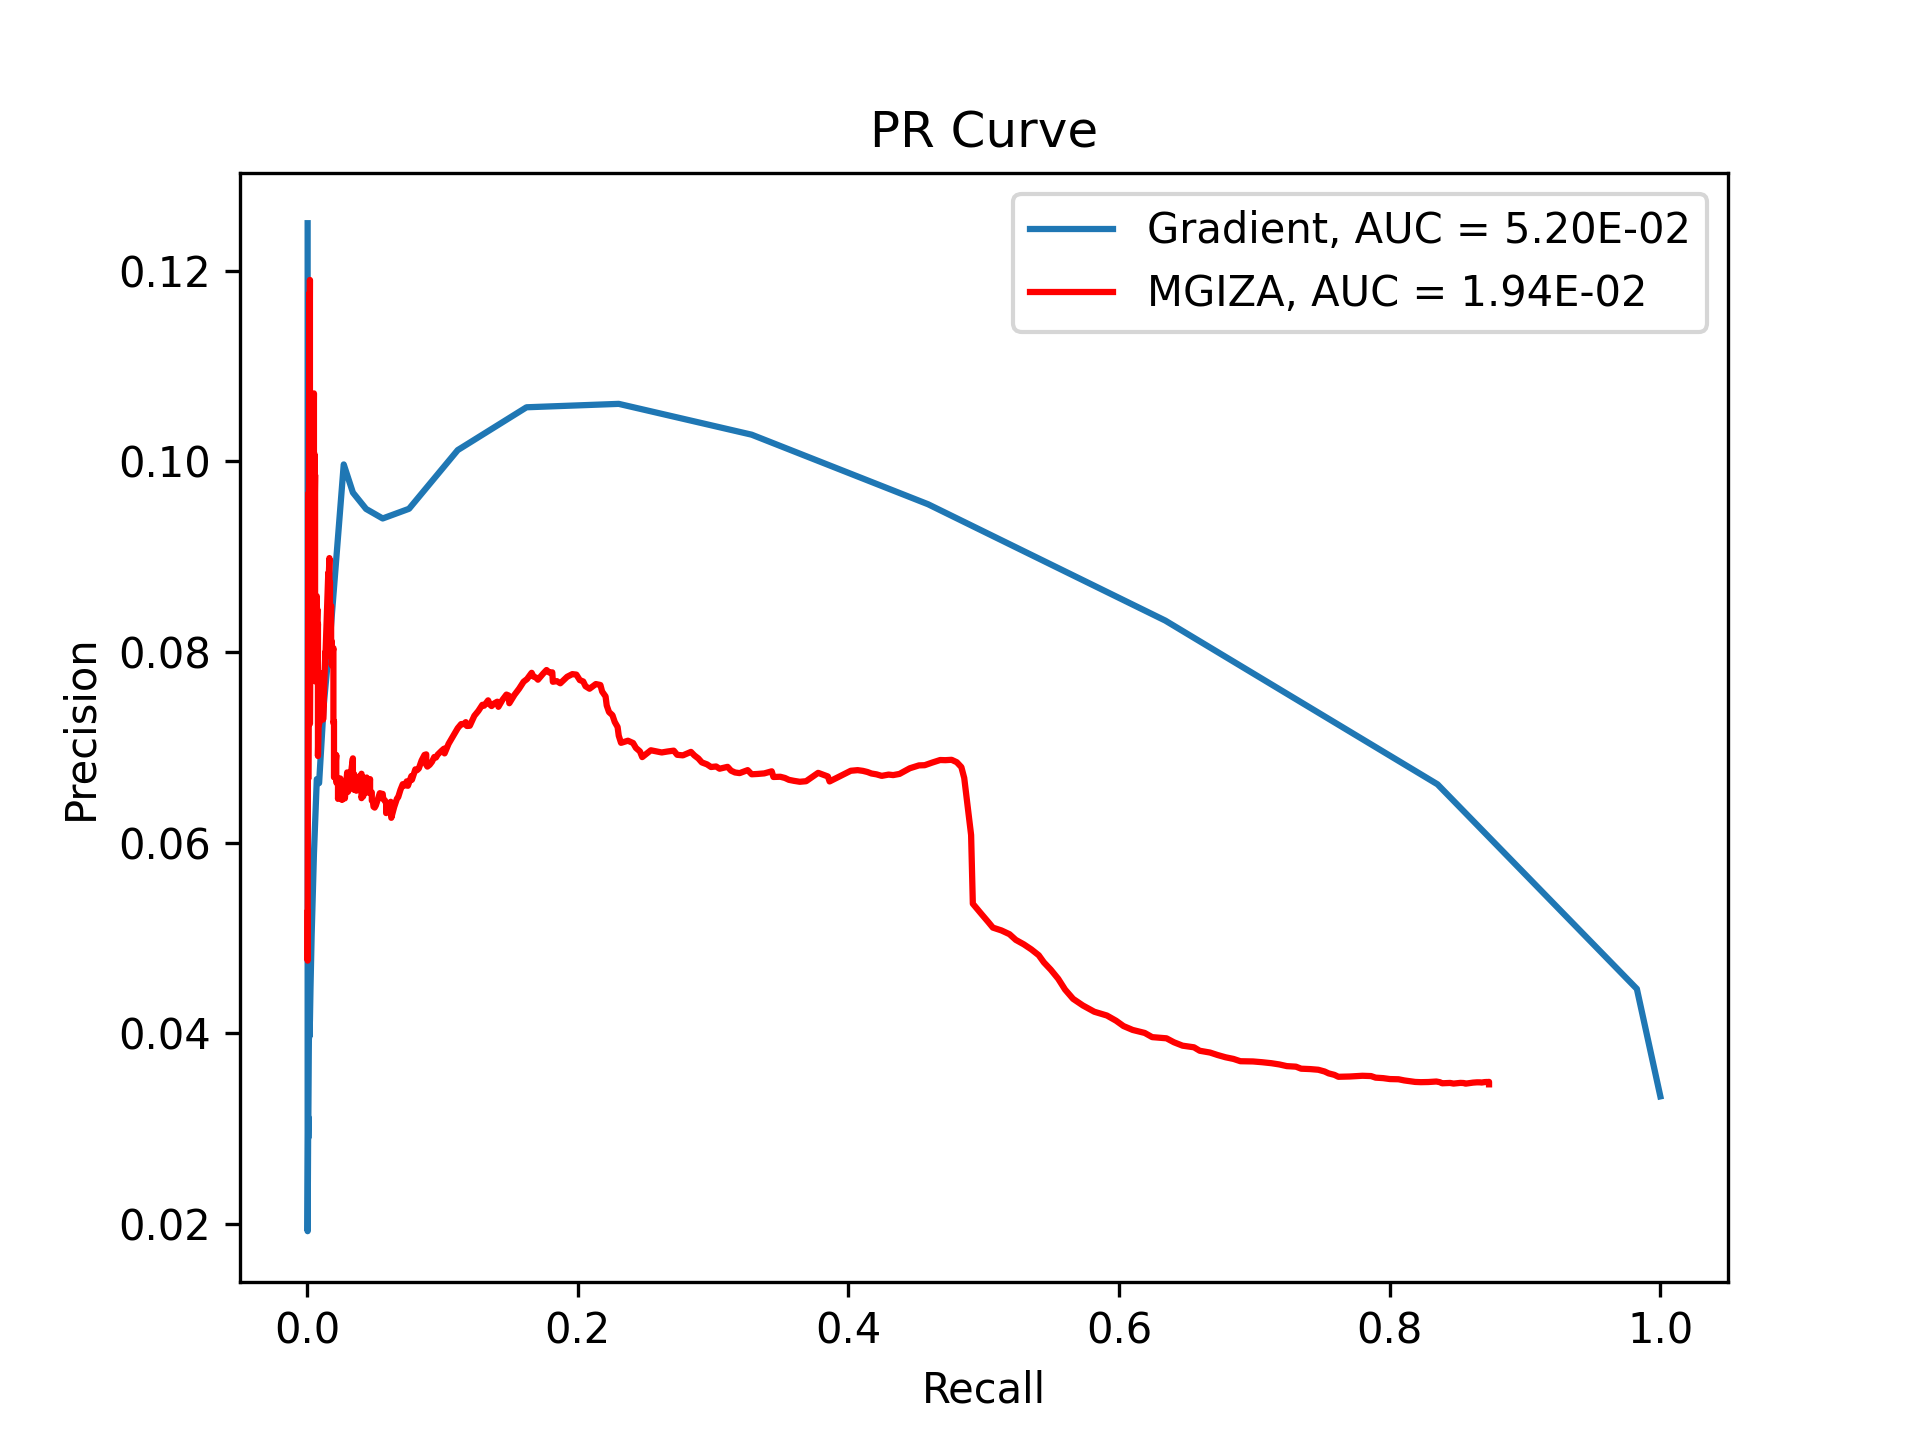 PR Curve
Gradient, AUC = 5.20E-02
MGIZA, AUC = 1.94E-02
Precision
0.12
0.10
0.08
0.06
0.04
0.02
0.0 0.2 0.4 0.6 0.8 1.0
Recall